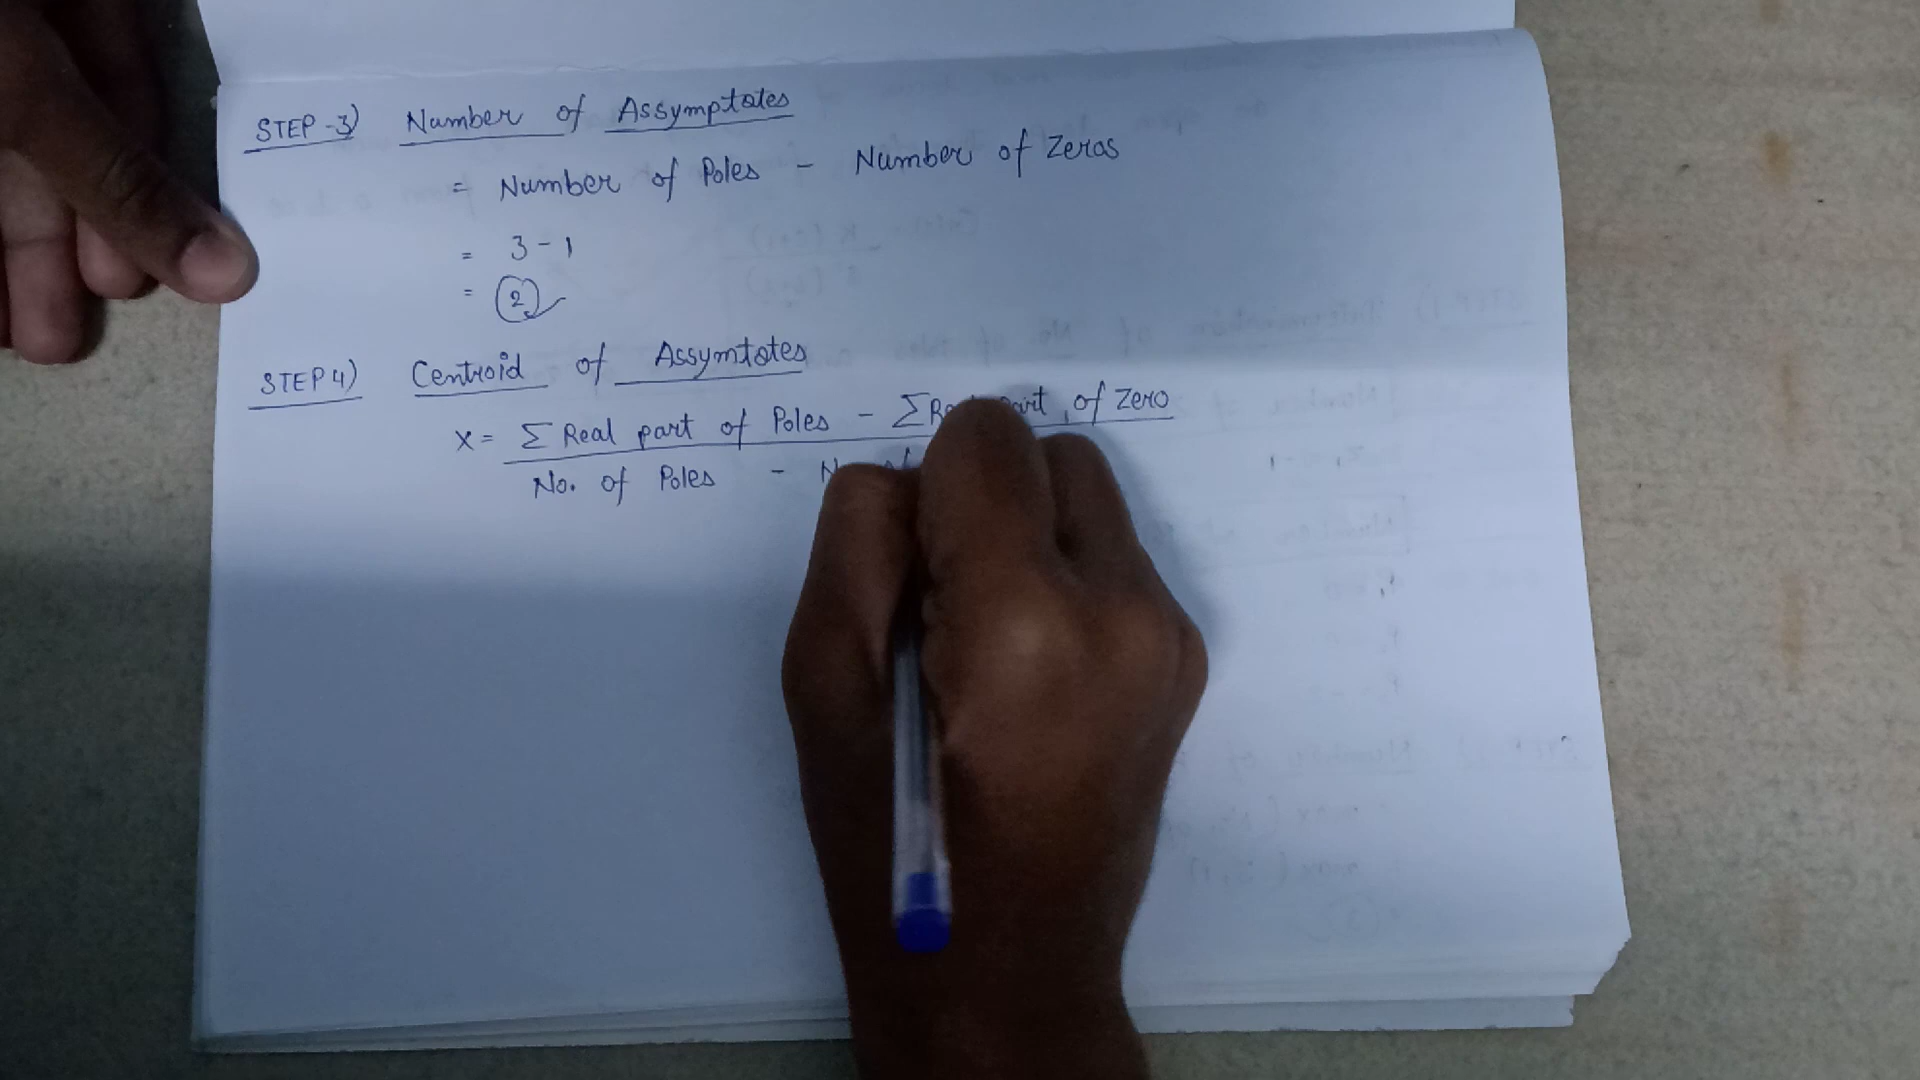 STEP-3) Number of Assymptotes
= Number of Poles - Number of Zeros
= 3-1
= 2
STEP 4) Centroid of Assymtotes
X = Σ Real part of Poles - Σ part of Zero
No. of Poles -